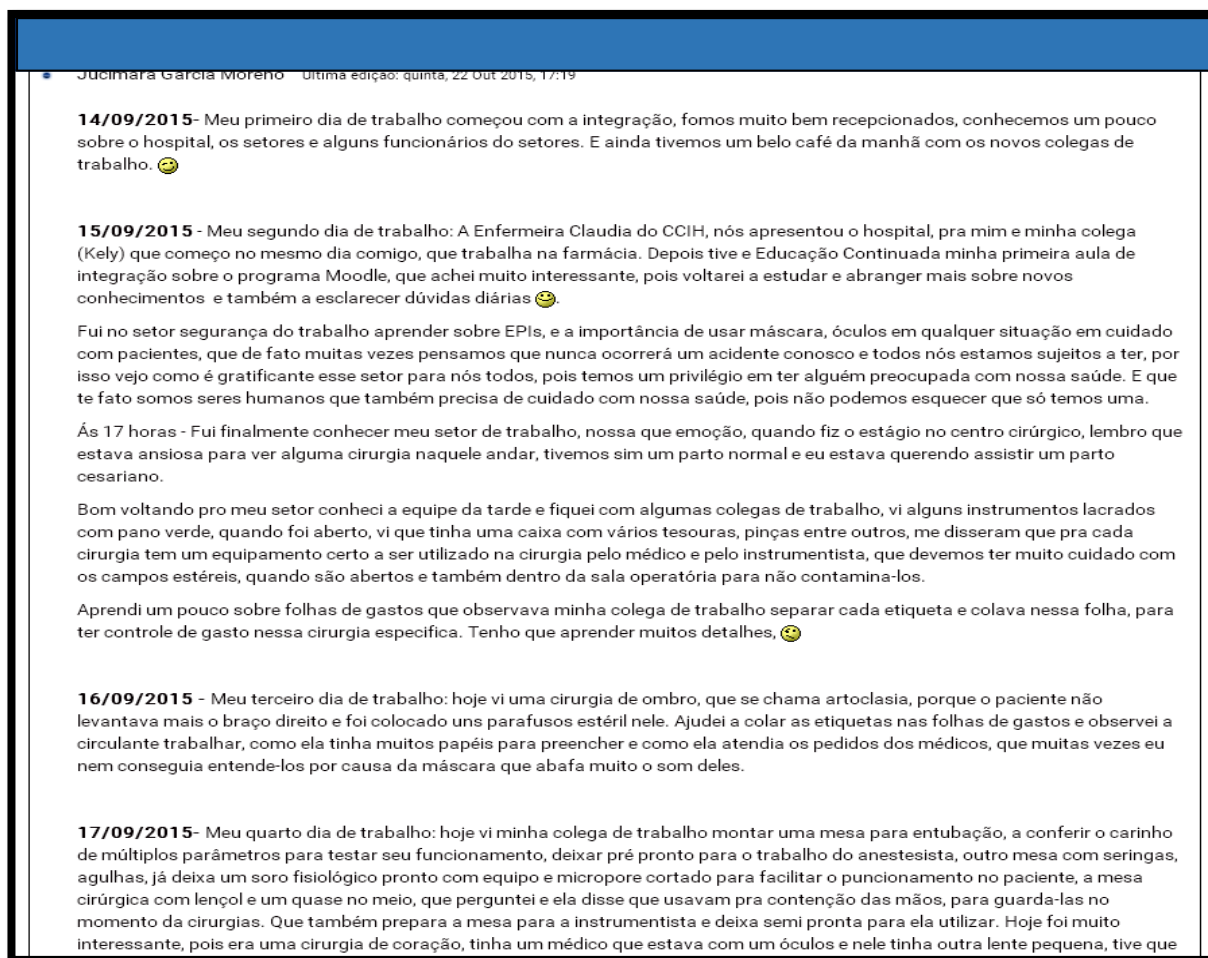 Jucimara Garcia Moreno Última edição: quinta, 22 Out 2015, 17:19
14/09/2015- Meu primeiro dia de trabalho começou com a integração, fomos muito bem recepcionados, conhecemos um pouco
sobre o hospital, os setores e alguns funcionários do setores. E ainda tivemos um belo café da manhã com os novos colegas de
trabalho.
15/09/2015 - Meu segundo dia de trabalho: A Enfermeira Claudia do CCIH, nós apresentou o hospital, pra mim e minha colega
(Kely) que começo no mesmo dia comigo, que trabalha na farmácia. Depois tive e Educação Continuada minha primeira aula de
integração sobre o programa Moodle, que achei muito interessante, pois voltarei a estudar e abranger mais sobre novos
conhecimentos e também a esclarecer dúvidas diárias .
Fui no setor segurança do trabalho aprender sobre EPIs, e a importância de usar máscara, óculos em qualquer situação em cuidado
com pacientes, que de fato muitas vezes pensamos que nunca ocorrerá um acidente conosco e todos nós estamos sujeitos a ter, por
isso vejo como é gratificante esse setor para nós todos, pois temos um privilégio em ter alguém preocupada com nossa saúde. E que
te fato somos seres humanos que também precisa de cuidado com nossa saúde, pois não podemos esquecer que só temos uma.
Ás 17 horas - Fui finalmente conhecer meu setor de trabalho, nossa que emoção, quando fiz o estágio no centro cirúrgico, lembro que
estava ansiosa para ver alguma cirurgia naquele andar, tivemos sim um parto normal e eu estava querendo assistir um parto
cesariano.
Bom voltando pro meu setor conheci a equipe da tarde e fiquei com algumas colegas de trabalho, vi alguns instrumentos lacrados
com pano verde, quando foi aberto, vi que tinha uma caixa com vários tesouras, pinças entre outros, me disseram que pra cada
cirurgia tem um equipamento certo a ser utilizado na cirurgia pelo médico e pelo instrumentista, que devemos ter muito cuidado com
os campos estéreis, quando são abertos e também dentro da sala operatória para não contamina-los.
Aprendi um pouco sobre folhas de gastos que observava minha colega de trabalho separar cada etiqueta e colava nessa folha, para
ter controle de gasto nessa cirurgia especifica. Tenho que aprender muitos detalhes,
16/09/2015 - Meu terceiro dia de trabalho: hoje vi uma cirurgia de ombro, que se chama artoclasia, porque o paciente não
levantava mais o braço direito e foi colocado uns parafusos estéril nele. Ajudei a colar as etiquetas nas folhas de gastos e observei a
circulante trabalhar, como ela tinha muitos papéis para preencher e como ela atendia os pedidos dos médicos, que muitas vezes eu
nem conseguia entende-los por causa da máscara que abafa muito o som deles.
17/09/2015- Meu quarto dia de trabalho: hoje vi minha colega de trabalho montar uma mesa para entubação, a conferir o carinho
de múltiplos parâmetros para testar seu funcionamento, deixar pré pronto para o trabalho do anestesista, outro mesa com seringas,
agulhas, já deixa um soro fisiológico pronto com equipo e micropore cortado para facilitar o puncionamento no paciente, a mesa
cirúrgica com lençol e um quase no meio, que perguntei e ela disse que usavam pra contenção das mãos, para guarda-las no
momento da cirurgias. Que também prepara a mesa para a instrumentista e deixa semi pronta para ela utilizar. Hoje foi muito
interessante, pois era uma cirurgia de coração, tinha um médico que estava com um óculos e nele tinha outra lente pequena, tive que